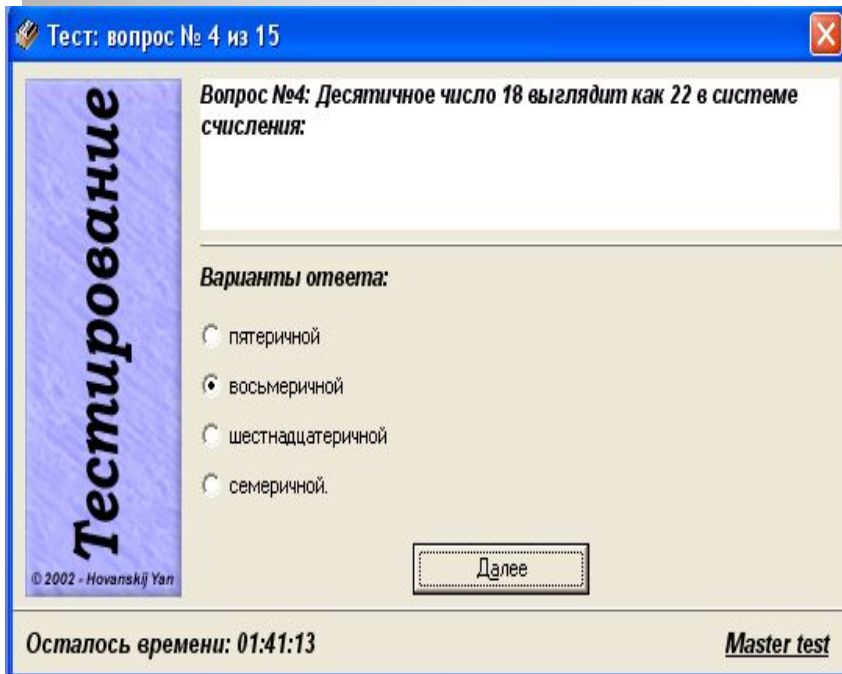 Тест: вопрос № 4 из 15
Тестирование
© 2002 - Hovanskij Yan
Вопрос №4: Десятичное число 18 выглядит как 22 в системе
счисления:
Варианты ответа:
пятеричной
восьмеричной
шестнадцатеричной
семеричной.
Далее
Осталось времени: 01:41:13
Master test